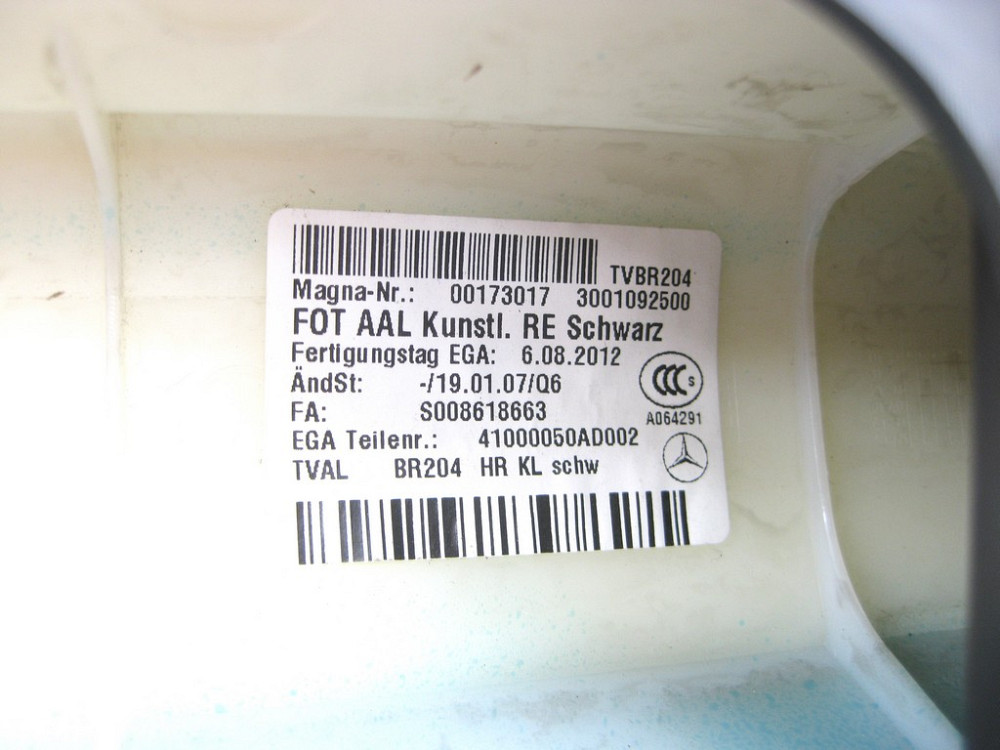 TVBR204
Magna-Nr.: 00173017 3001092500
FOT AAL Kunstl. RE Schwarz
Fertigungstag EGA: 6.08.2012
ÄndSt: -/19.01.07/Q6
FA: S008618663
EGA Teilenr.: 41000050AD002
TVAL BR204 HR KL schw
CCC S
A064291